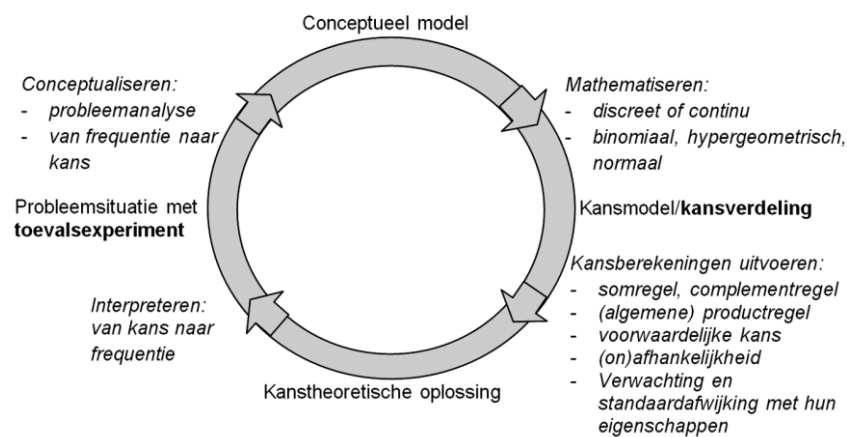 Conceptueel model
Conceptualiseren:
- probleemanalyse
- van frequentie naar
kans
Mathematiseren:
- discreet of continu
- binomiaal, hypergeometrisch,
normaal
Probleemsituatie met
toevalsexperiment
Kansmodel/kansverdeling
Kansberekeningen uitvoeren:
- somregel, complementregel
- (algemene) productregel
- voorwaardelijke kans
- (on)afhankelijkheid
- Verwachting en
standaardafwijking met hun
eigenschappen
Interpreteren:
van kans naar
frequentie
Kanstheoretische oplossing